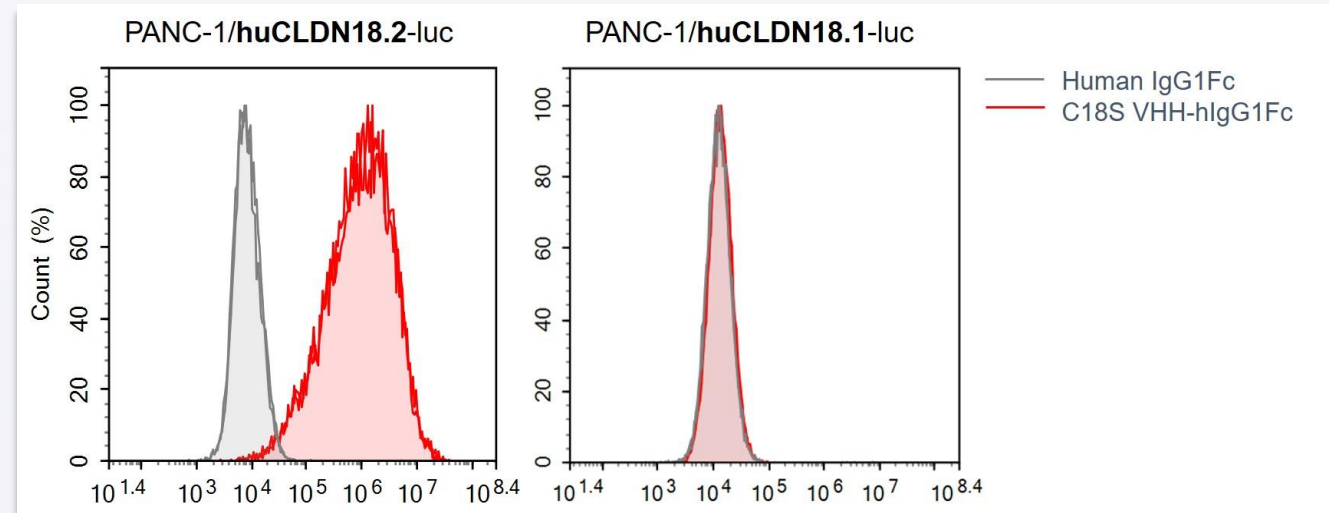 PANC-1/huCLDN18.2-luc
PANC-1/huCLDN18.1-luc
Human IgG1Fc
C18S VHH-hIgG1Fc
Count (%)
100
80
60
40
20
0
10^1.4 10^3 10^4 10^5 10^6 10^7 10^8.4
100
80
60
40
20
0
10^1.4 10^3 10^4 10^5 10^6 10^7 10^8.4